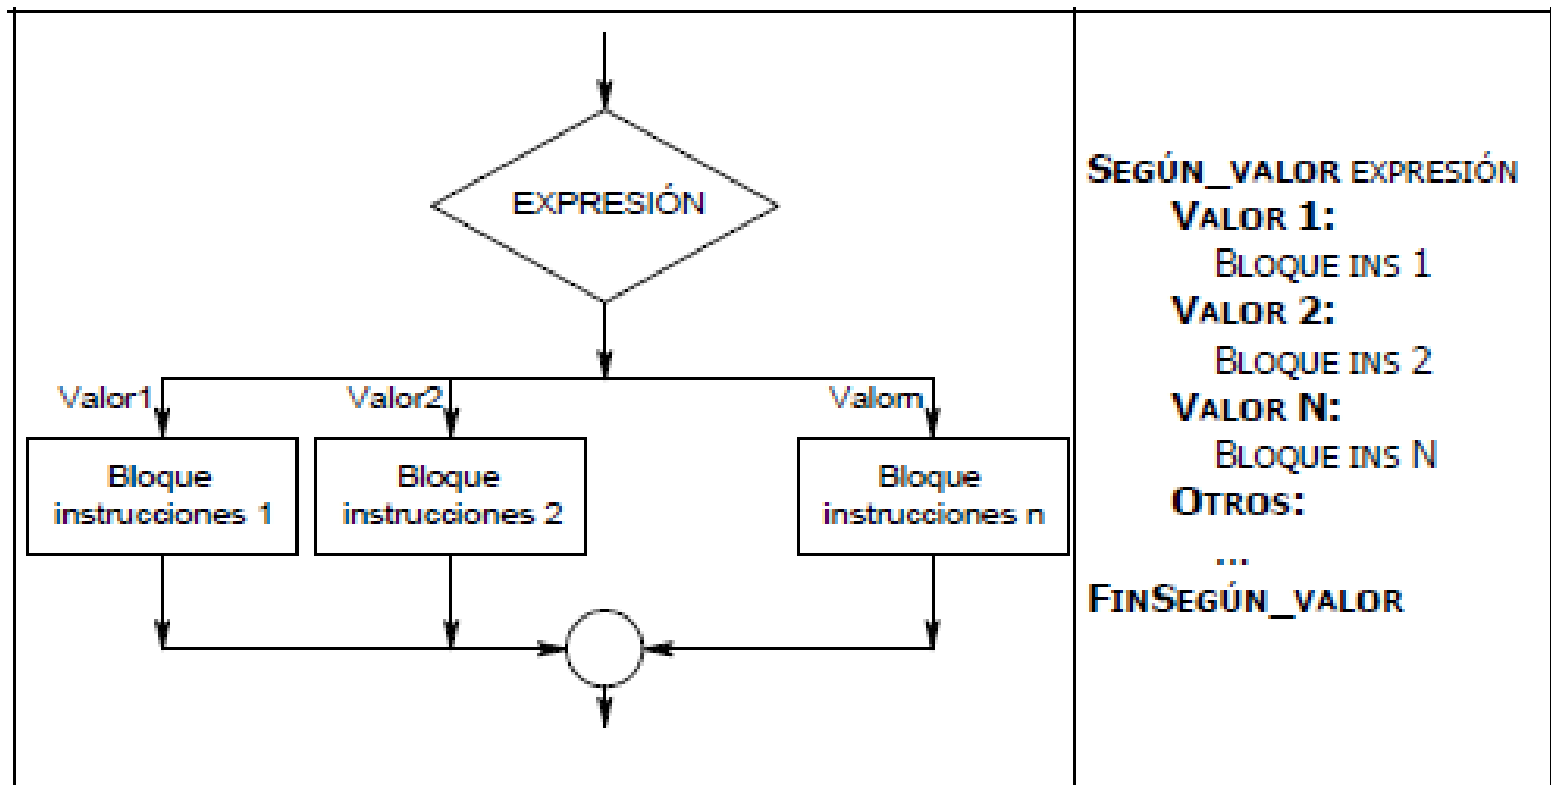 EXPRESIÓN
Valor1
Valor2
Valorn
Bloque
instrucciones 1
Bloque
instrucciones 2
Bloque
instrucciones n
SEGÚN_VALOR EXPRESIÓN
VALOR 1:
BLOQUE INS 1
VALOR 2:
BLOQUE INS 2
VALOR N:
BLOQUE INS N
OTROS:
...
FINSEGÚN_VALOR